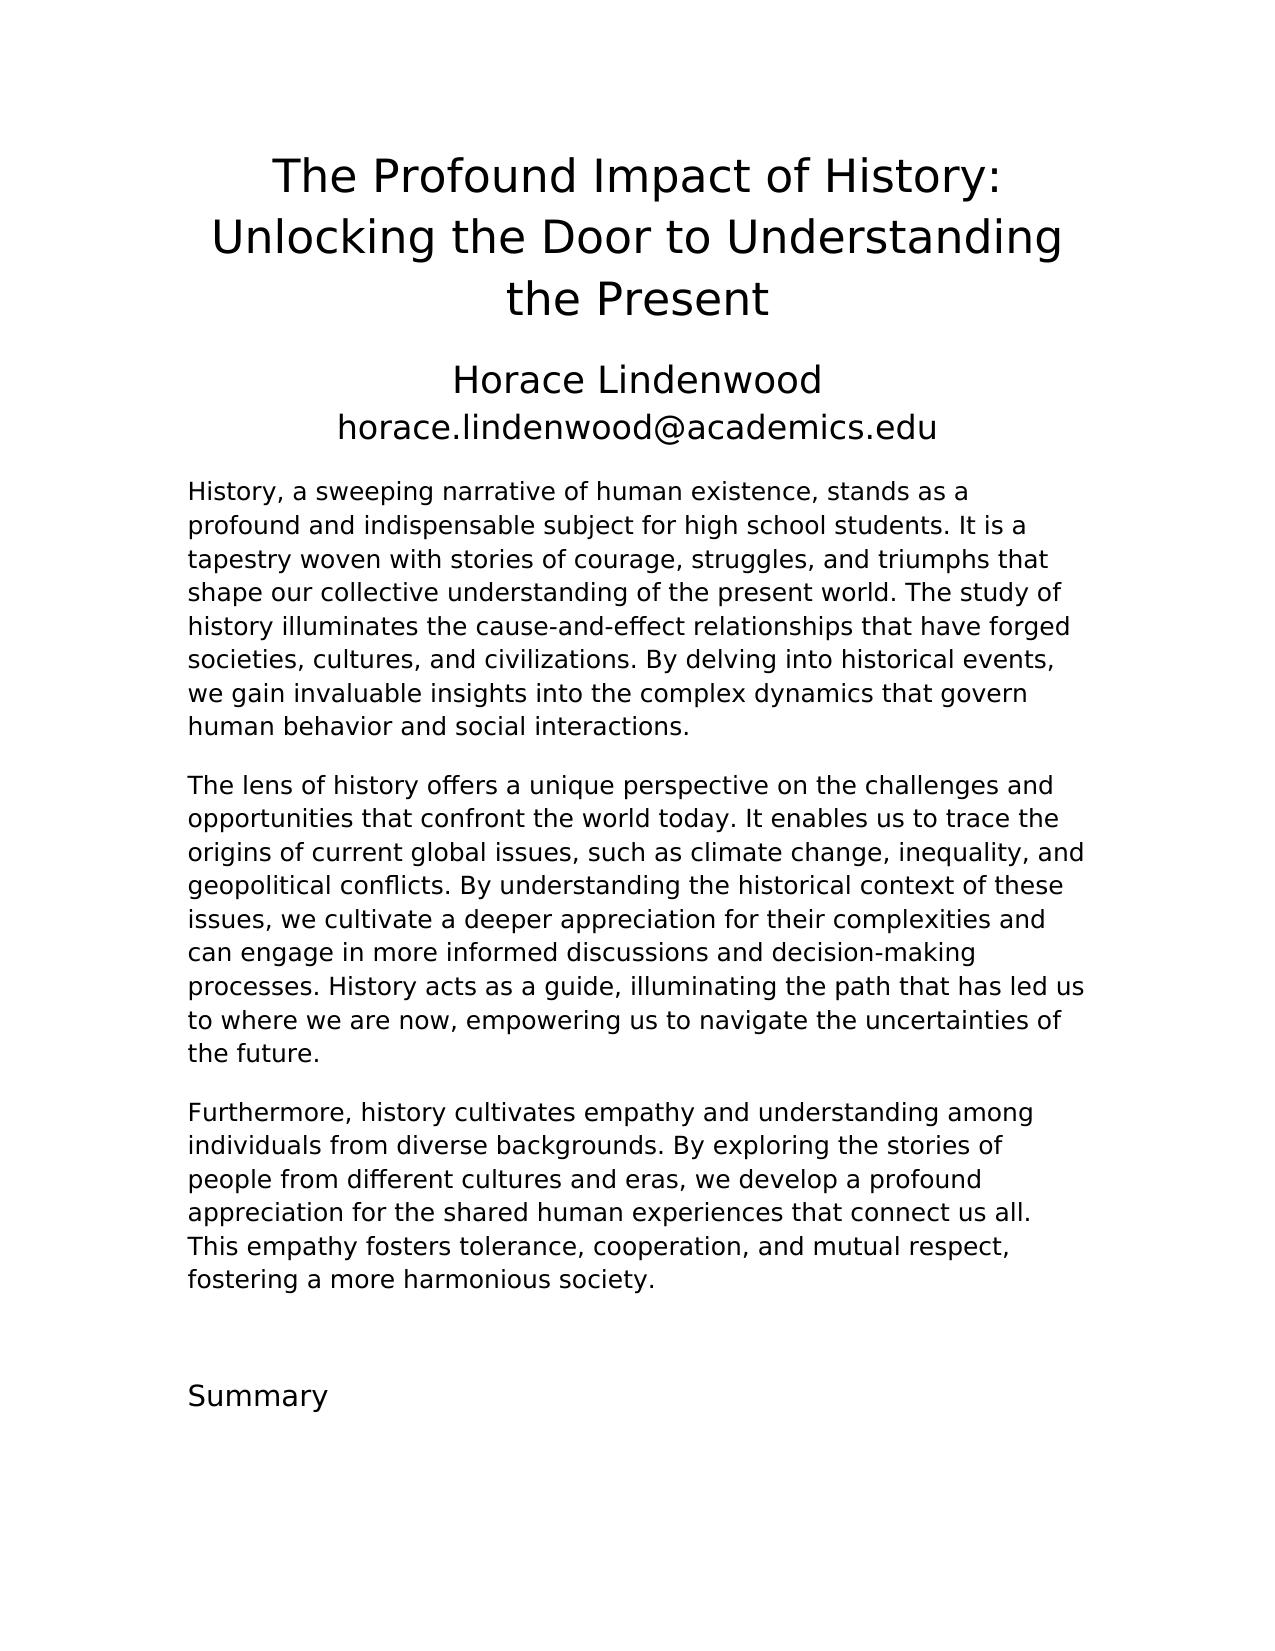 The Profound Impact of History:
Unlocking the Door to Understanding
the Present
Horace Lindenwood
horace.lindenwood@academics.edu
History, a sweeping narrative of human existence, stands as a
profound and indispensable subject for high school students. It is a
tapestry woven with stories of courage, struggles, and triumphs that
shape our collective understanding of the present world. The study of
history illuminates the cause-and-effect relationships that have forged
societies, cultures, and civilizations. By delving into historical events,
we gain invaluable insights into the complex dynamics that govern
human behavior and social interactions.
The lens of history offers a unique perspective on the challenges and
opportunities that confront the world today. It enables us to trace the
origins of current global issues, such as climate change, inequality, and
geopolitical conflicts. By understanding the historical context of these
issues, we cultivate a deeper appreciation for their complexities and
can engage in more informed discussions and decision-making
processes. History acts as a guide, illuminating the path that has led us
to where we are now, empowering us to navigate the uncertainties of
the future.
Furthermore, history cultivates empathy and understanding among
individuals from diverse backgrounds. By exploring the stories of
people from different cultures and eras, we develop a profound
appreciation for the shared human experiences that connect us all.
This empathy fosters tolerance, cooperation, and mutual respect,
fostering a more harmonious society.
Summary